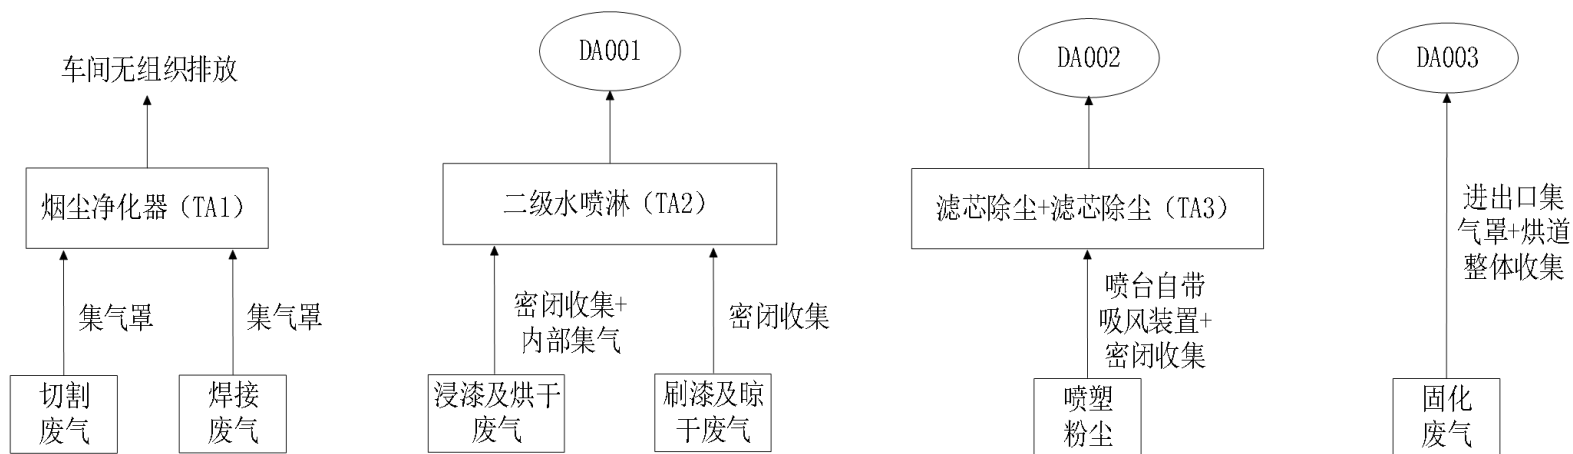 车间无组织排放
烟尘净化器（TA1）
集气罩
集气罩
切割
废气
焊接
废气
DA001
二级水喷淋（TA2）
密闭收集+
内部集气
密闭收集
浸漆及烘干
废气
刷漆及晾
干废气
DA002
滤芯除尘+滤芯除尘（TA3）
喷台自带
吸风装置+
密闭收集
喷塑
粉尘
DA003
进出口集
气罩+烘道
整体收集
固化
废气